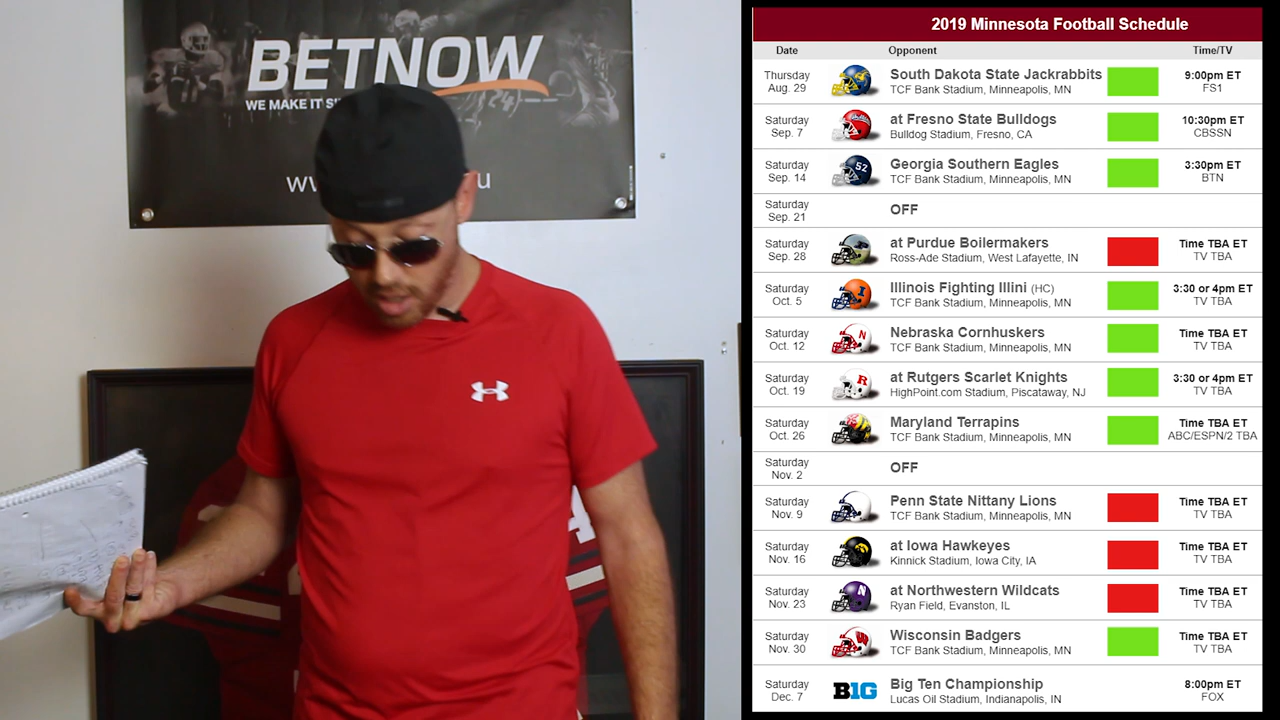 BETNOW
WE MAKE IT
2019 Minnesota Football Schedule
Date Opponent Time/TV
Thursday South Dakota State Jackrabbits 9:00pm ET
Aug. 29 TCF Bank Stadium, Minneapolis, MN FS1
Saturday at Fresno State Bulldogs 10:30pm ET
Sep. 7 Bulldog Stadium, Fresno, CA CBSSN
Saturday 52 Georgia Southern Eagles 3:30pm ET
Sep. 14 TCF Bank Stadium, Minneapolis, MN BTN
Saturday OFF
Sep. 21
Saturday at Purdue Boilermakers Time TBA ET
Sep. 28 Ross-Ade Stadium, West Lafayette, IN TV TBA
Saturday I Illinois Fighting Illini (HC) 3:30 or 4pm ET
Oct. 5 TCF Bank Stadium, Minneapolis, MN TV TBA
Saturday N Nebraska Cornhuskers Time TBA ET
Oct. 12 TCF Bank Stadium, Minneapolis, MN TV TBA
Saturday R at Rutgers Scarlet Knights 3:30 or 4pm ET
Oct. 19 HighPoint.com Stadium, Piscataway, NJ TV TBA
Saturday Maryland Terrapins Time TBA ET
Oct. 26 TCF Bank Stadium, Minneapolis, MN ABC/ESPN/2 TBA
Saturday OFF
Nov. 2
Saturday Penn State Nittany Lions Time TBA ET
Nov. 9 TCF Bank Stadium, Minneapolis, MN TV TBA
Saturday at Iowa Hawkeyes Time TBA ET
Nov. 16 Kinnick Stadium, Iowa City, IA TV TBA
Saturday N at Northwestern Wildcats Time TBA ET
Nov. 23 Ryan Field, Evanston, IL TV TBA
Saturday W Wisconsin Badgers Time TBA ET
Nov. 30 TCF Bank Stadium, Minneapolis, MN TV TBA
Saturday B1G Big Ten Championship 8:00pm ET
Dec. 7 Lucas Oil Stadium, Indianapolis, IN FOX